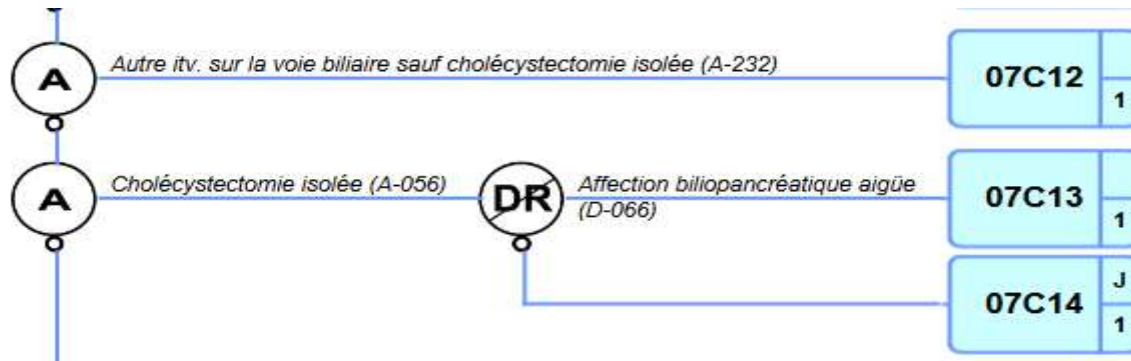 A
Autre itv. sur la voie biliaire sauf cholécystectomie isolée (A-232)
07C12
1
A
Cholécystectomie isolée (A-056)
DR
Affection biliopancréatique aigüe
(D-066)
07C13
1
07C14
J
1